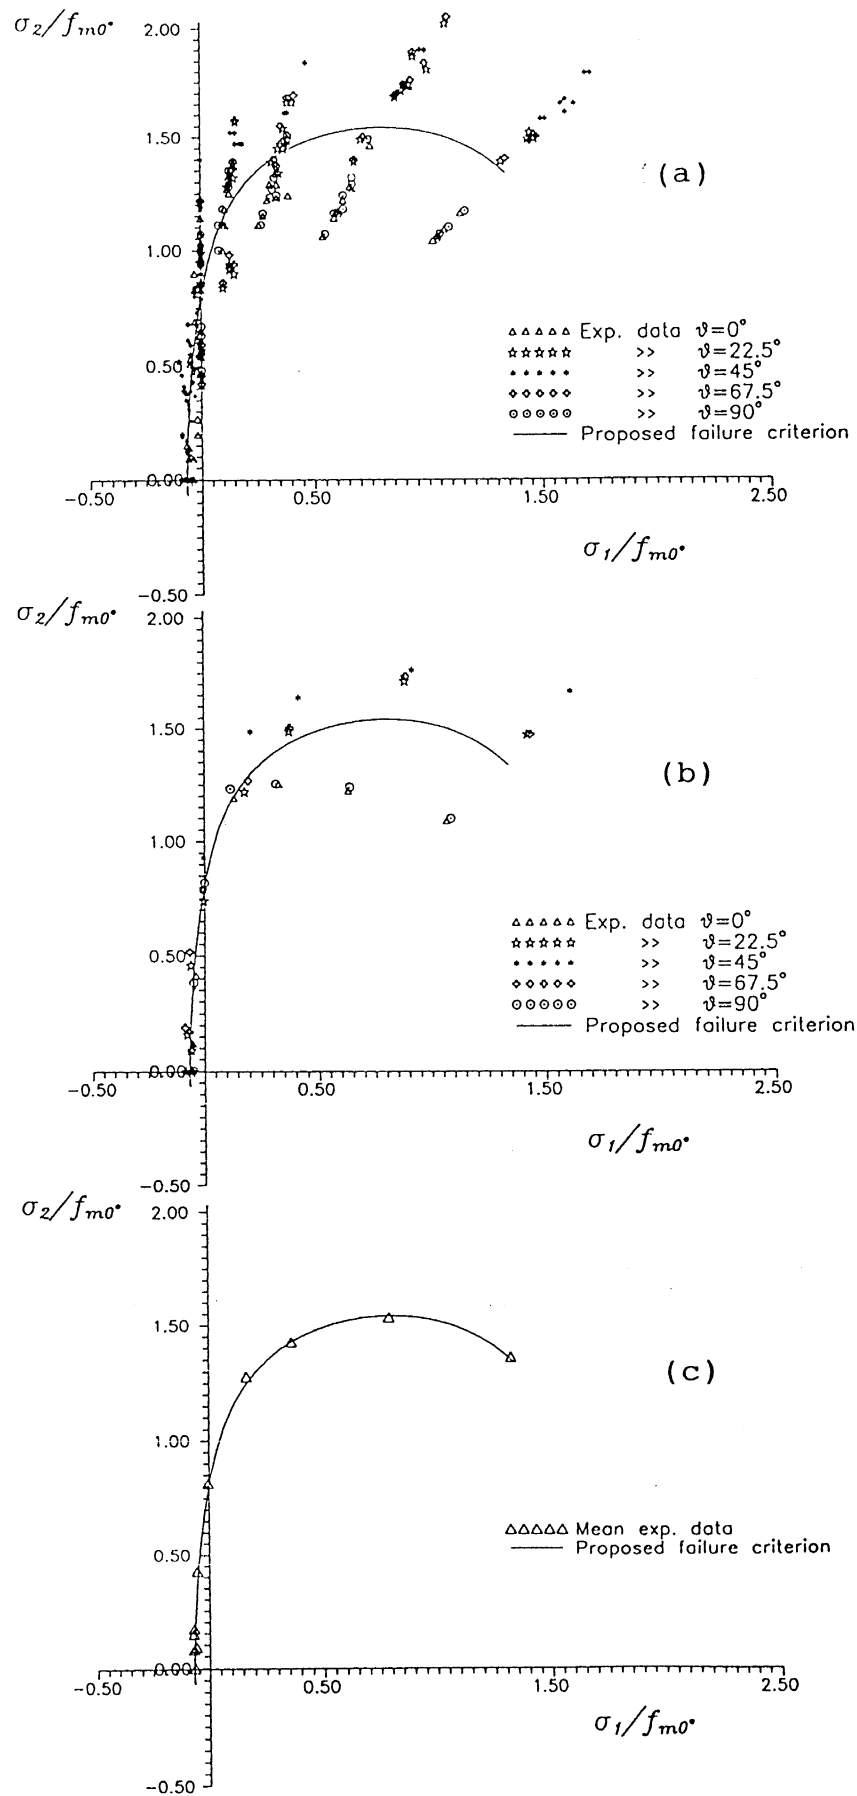 σ2/fm0°
2.00
1.50
(a)
1.00
△△△△△ Exp. data ϑ=0°
☆☆☆☆☆ >> ϑ=22.5°
* * * * * >> ϑ=45°
◇◇◇◇◇ >> ϑ=67.5°
⊙⊙⊙⊙⊙ >> ϑ=90°
Proposed failure criterion
0.50
0.00
−0.50 0.50 1.50 2.50
σ1/fm0°
−0.50
σ2/fm0°
2.00
1.50
(b)
1.00
△△△△△ Exp. data ϑ=0°
☆☆☆☆☆ >> ϑ=22.5°
* * * * * >> ϑ=45°
◇◇◇◇◇ >> ϑ=67.5°
⊙⊙⊙⊙⊙ >> ϑ=90°
Proposed failure criterion
0.50
0.00
−0.50 0.50 1.50 2.50
σ1/fm0°
−0.50
σ2/fm0°
2.00
1.50
(c)
1.00
△△△△△ Mean exp. data
Proposed failure criterion
0.50
0.00
−0.50 0.50 1.50 2.50
σ1/fm0°
−0.50